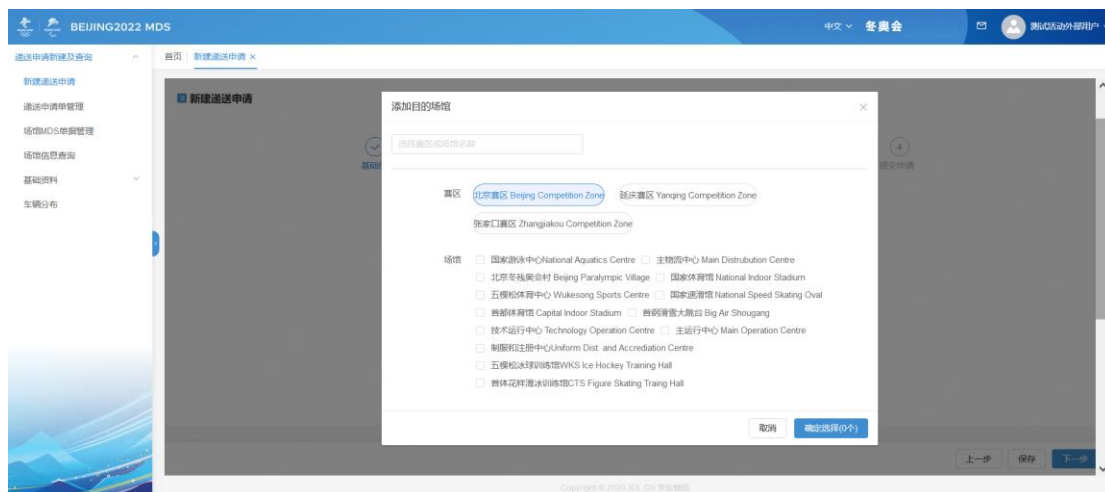 BEIJING2022 MDS
中文
冬奥会
测试活动外部用户
递送申请新建及查询
首页
新建递送申请 ×
新建递送申请
递送申请单管理
场馆MDS单据管理
场馆信息查询
基础资料
车辆分布
新建递送申请
添加目的场馆
×
选择赛区或场馆名称
4
提交申请
赛区
北京赛区 Beijing Competition Zone
延庆赛区 Yanqing Competition Zone
张家口赛区 Zhangjiakou Competition Zone
场馆
国家游泳中心National Aquatics Centre
主物流中心 Main Distrubution Centre
北京冬残奥会村 Beijing Paralympic Village
国家体育馆 National Indoor Stadium
五棵松体育中心 Wukesong Sports Centre
国家速滑馆 National Speed Skating Oval
首都体育馆 Capital Indoor Stadium
首钢滑雪大跳台 Big Air Shougang
技术运行中心 Technology Operation Centre
主运行中心 Main Operation Centre
制服和注册中心Uniform Dist. and Accrediation Centre
五棵松冰球训练馆WKS Ice Hockey Training Hall
首体花样滑冰训练馆CTS Figure Skating Traing Hall
取消
确定选择(0个)
上一步
保存
下一步
Copyright © 2020 JDL.CN 京东物流